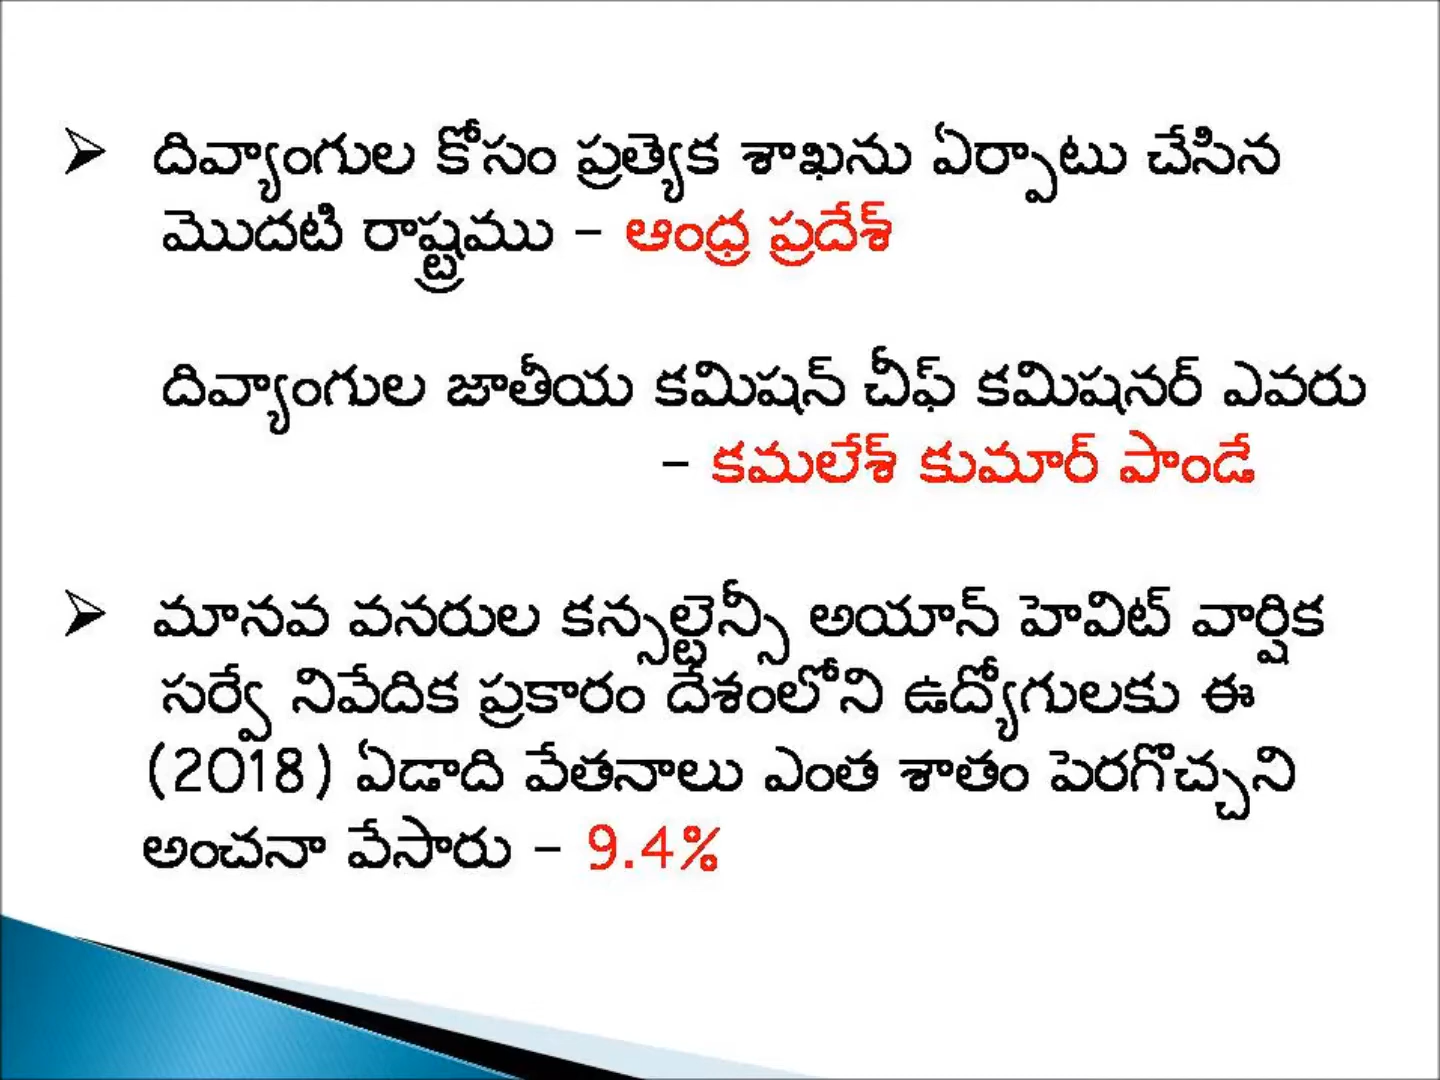 ➢ దివ్యాంగుల కోసం ప్రత్యెక శాఖను ఏర్పాటు చేసిన
మొదటి రాష్ట్రము - ఆంధ్ర ప్రదేశ్
దివ్యాంగుల జాతీయ కమిషన్ చీఫ్ కమిషనర్ ఎవరు
- కమలేశ్ కుమార్ పాండే
➢ మానవ వనరుల కన్సల్టెన్సీ అయాన్ హెవిట్ వార్షిక
సర్వే నివేదిక ప్రకారం దేశంలోని ఉద్యోగులకు ఈ
(2018) ఏడాది వేతనాలు ఎంత శాతం పెరగొచ్చని
అంచనా వేసారు - 9.4%